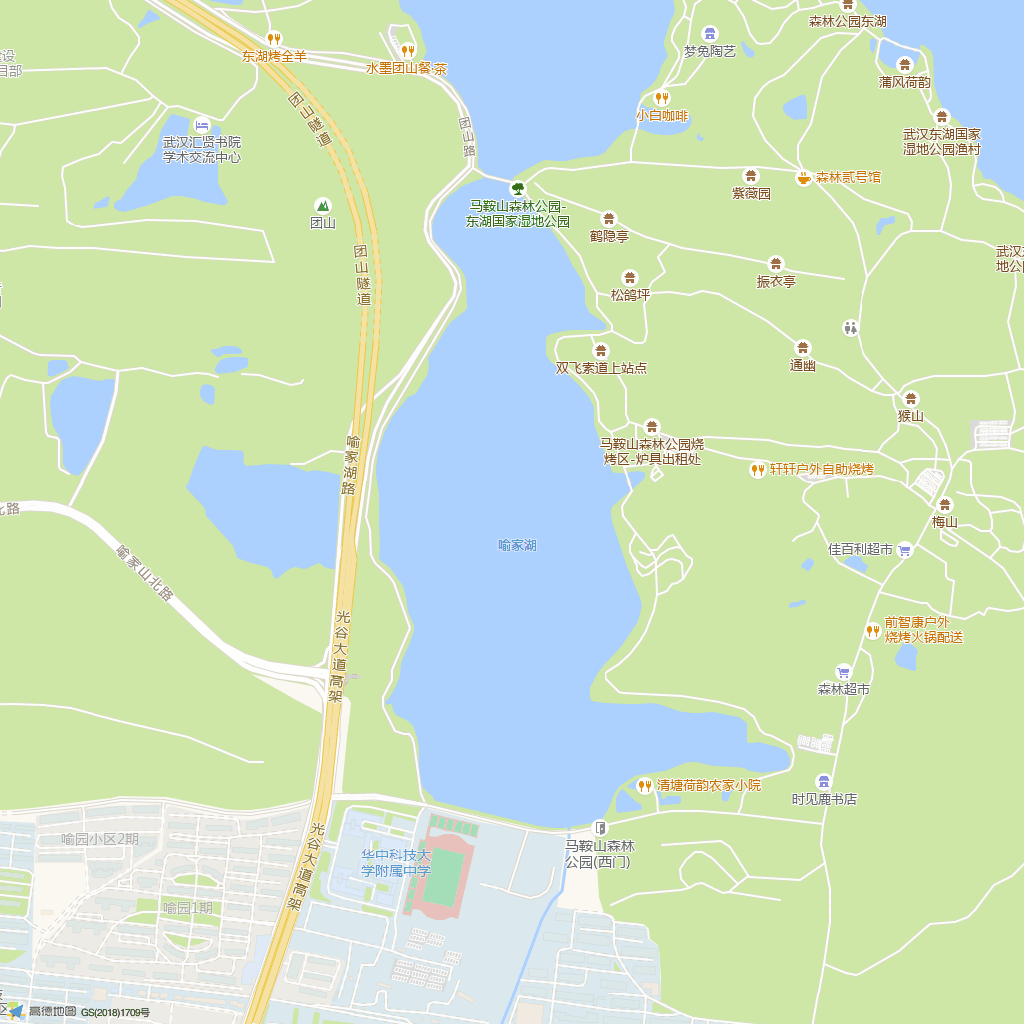 森林公园东湖
梦兔陶艺
东湖烤全羊
水墨团山餐·茶
蒲风荷韵
目部
团山隧道
小白咖啡
团山路
武汉东湖国家
湿地公园渔村
武汉汇贤书院
学术交流中心
森林贰号馆
紫薇园
马鞍山森林公园-
东湖国家湿地公园
团山
鹤隐亭
团山隧道
振衣亭
松鸽坪
通幽
双飞索道上站点
猴山
喻家湖路
马鞍山森林公园烧
烤区-炉具出租处
轩轩户外自助烧烤
北路
梅山
喻家湖
佳百利超市
喻家山北路
光谷大道高架
前智康户外
烧烤火锅配送
森林超市
清塘荷韵农家小院
时见鹿书店
光谷大道高架
喻园小区2期
马鞍山森林
公园(西门)
华中科技大
学附属中学
喻园1期
高德地图 GS(2018)1709号